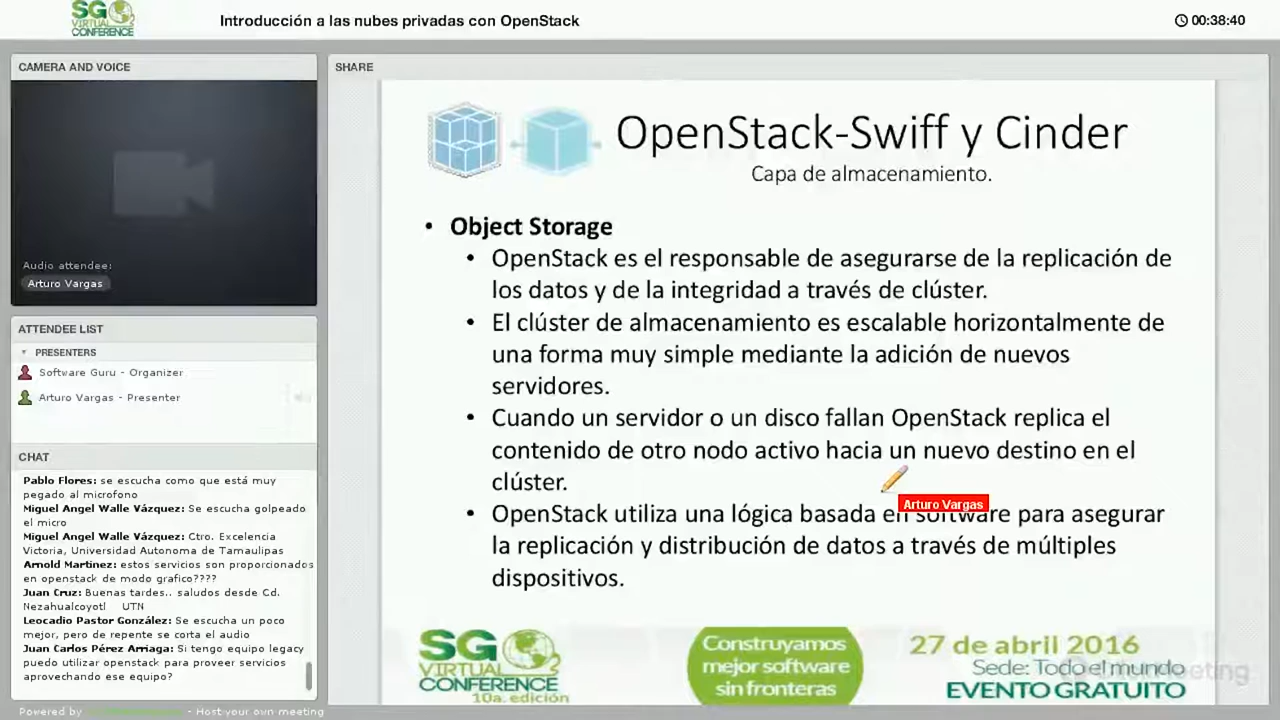 SG
VIRTUAL
CONFERENCE
Introducción a las nubes privadas con OpenStack
00:38:40
CAMERA AND VOICE
Audio attendee:
Arturo Vargas
ATTENDEE LIST
PRESENTERS
Software Guru - Organizer
Arturo Vargas - Presenter
CHAT
Pablo Flores: se escucha como que está muy
pegado al microfono
Miguel Angel Walle Vázquez: Se escucha golpeado
el micro
Miguel Angel Walle Vázquez: Ctro. Excelencia
Victoria, Universidad Autonoma de Tamaulipas
Arnold Martinez: estos servicios son proporcionados
en openstack de modo grafico????
Juan Cruz: Buenas tardes.. saludos desde Cd.
Nezahualcoyotl UTN
Leocadio Pastor González: Se escucha un poco
mejor, pero de repente se corta el audio
Juan Carlos Pérez Arriaga: Si tengo equipo legacy
puedo utilizar openstack para proveer servicios
aprovechando ese equipo?
Powered by - Host your own meeting
SHARE
OpenStack-Swiff y Cinder
Capa de almacenamiento.
• Object Storage
• OpenStack es el responsable de asegurarse de la replicación de
los datos y de la integridad a través de clúster.
• El clúster de almacenamiento es escalable horizontalmente de
una forma muy simple mediante la adición de nuevos
servidores.
• Cuando un servidor o un disco fallan OpenStack replica el
contenido de otro nodo activo hacia un nuevo destino en el
clúster.
Arturo Vargas
• OpenStack utiliza una lógica basada en software para asegurar
la replicación y distribución de datos a través de múltiples
dispositivos.
SG
VIRTUAL
CONFERENCE
10a. edición
Construyamos
mejor software
sin fronteras
27 de abril 2016
Sede: Todo el mundo
EVENTO GRATUITO